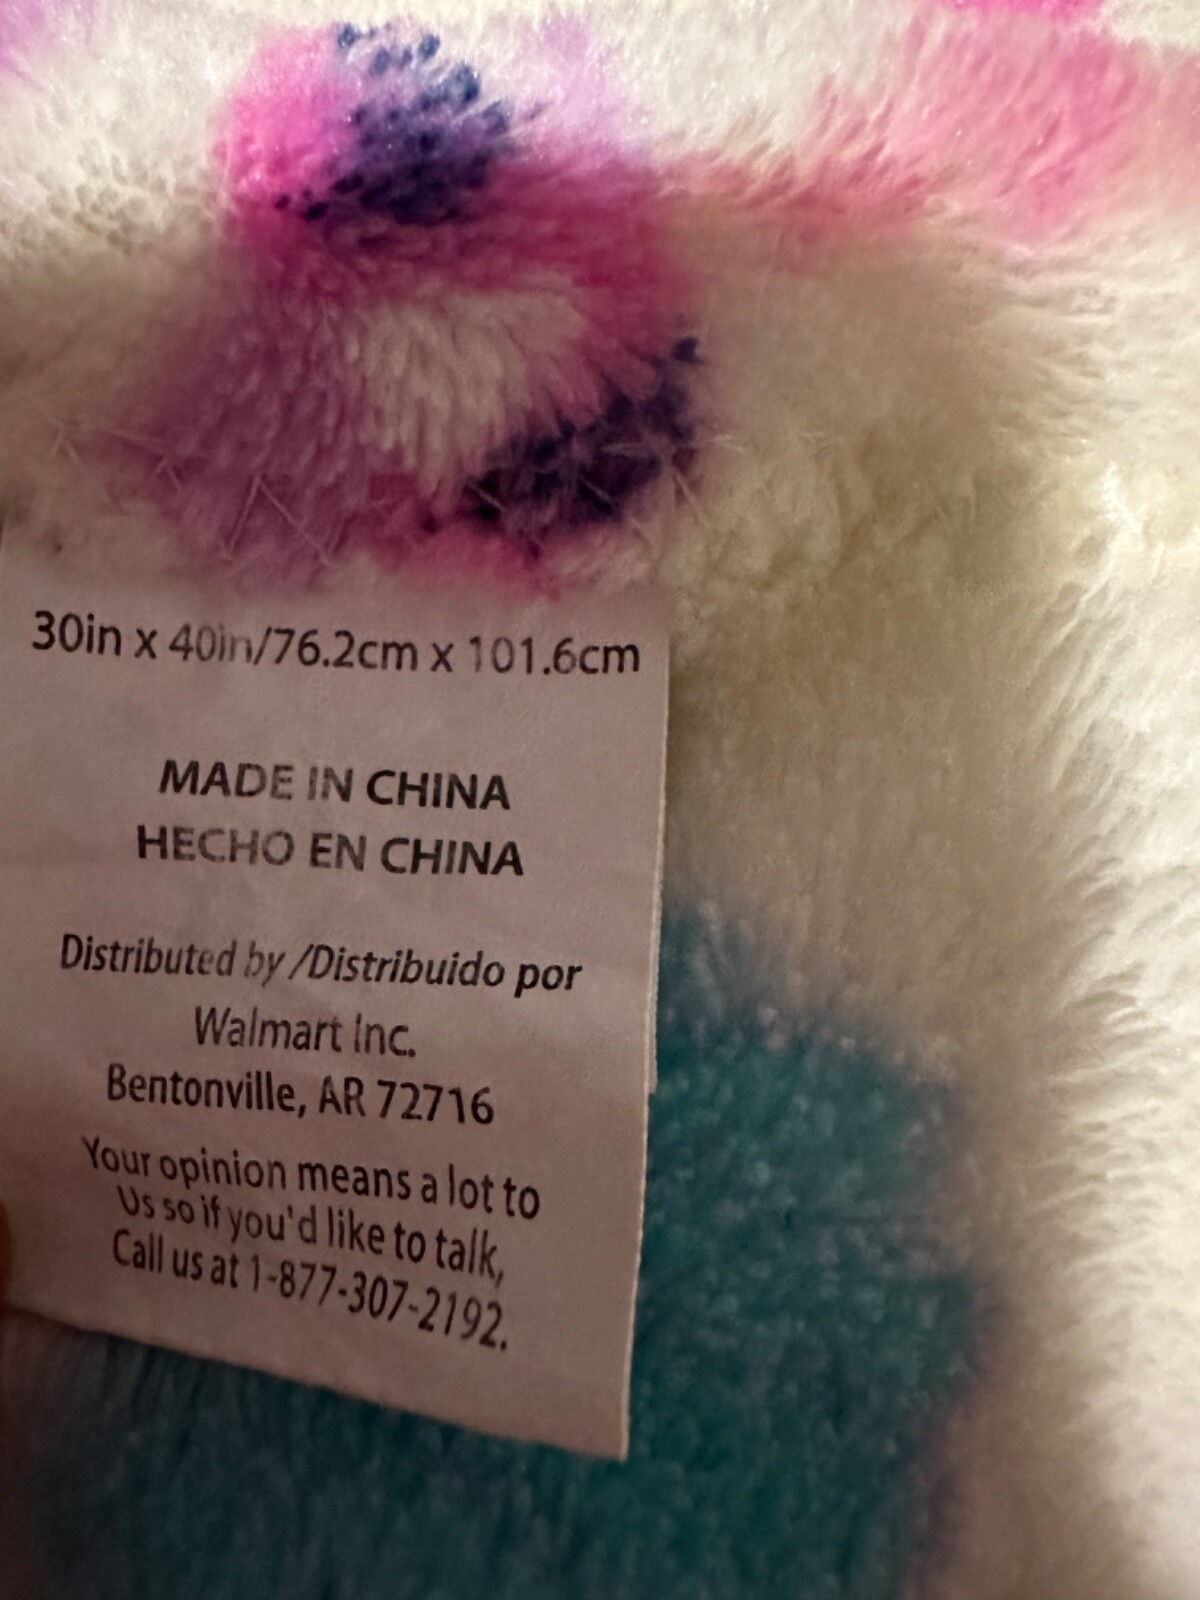 30in x 40in/76.2cm x 101.6cm
MADE IN CHINA
HECHO EN CHINA
Distributed by /Distribuido por
Walmart Inc.
Bentonville, AR 72716
Your opinion means a lot to
Us so if you'd like to talk,
Call us at 1-877-307-2192.